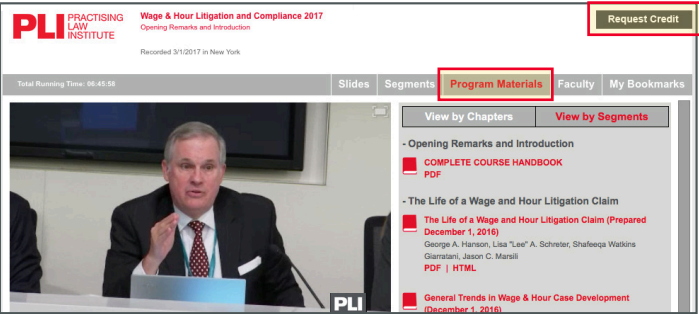 PLI PRACTISING
LAW
INSTITUTE
Wage & Hour Litigation and Compliance 2017
Opening Remarks and Introduction
Recorded 3/1/2017 in New York
Request Credit
Total Running Time: 06:45:50
Slides Segments Program Materials Faculty My Bookmarks
View by Chapters View by Segments
- Opening Remarks and Introduction
COMPLETE COURSE HANDBOOK
PDF
- The Life of a Wage and Hour Litigation Claim
The Life of a Wage and Hour Litigation Claim (Prepared
December 1, 2016)
George A. Hanson, Lisa "Lee" A. Schreter, Shafeeqa Watkins
Giarratani, Jason C. Marsili
PDF | HTML
General Trends in Wage & Hour Case Development
(December 1, 2016)
PLI